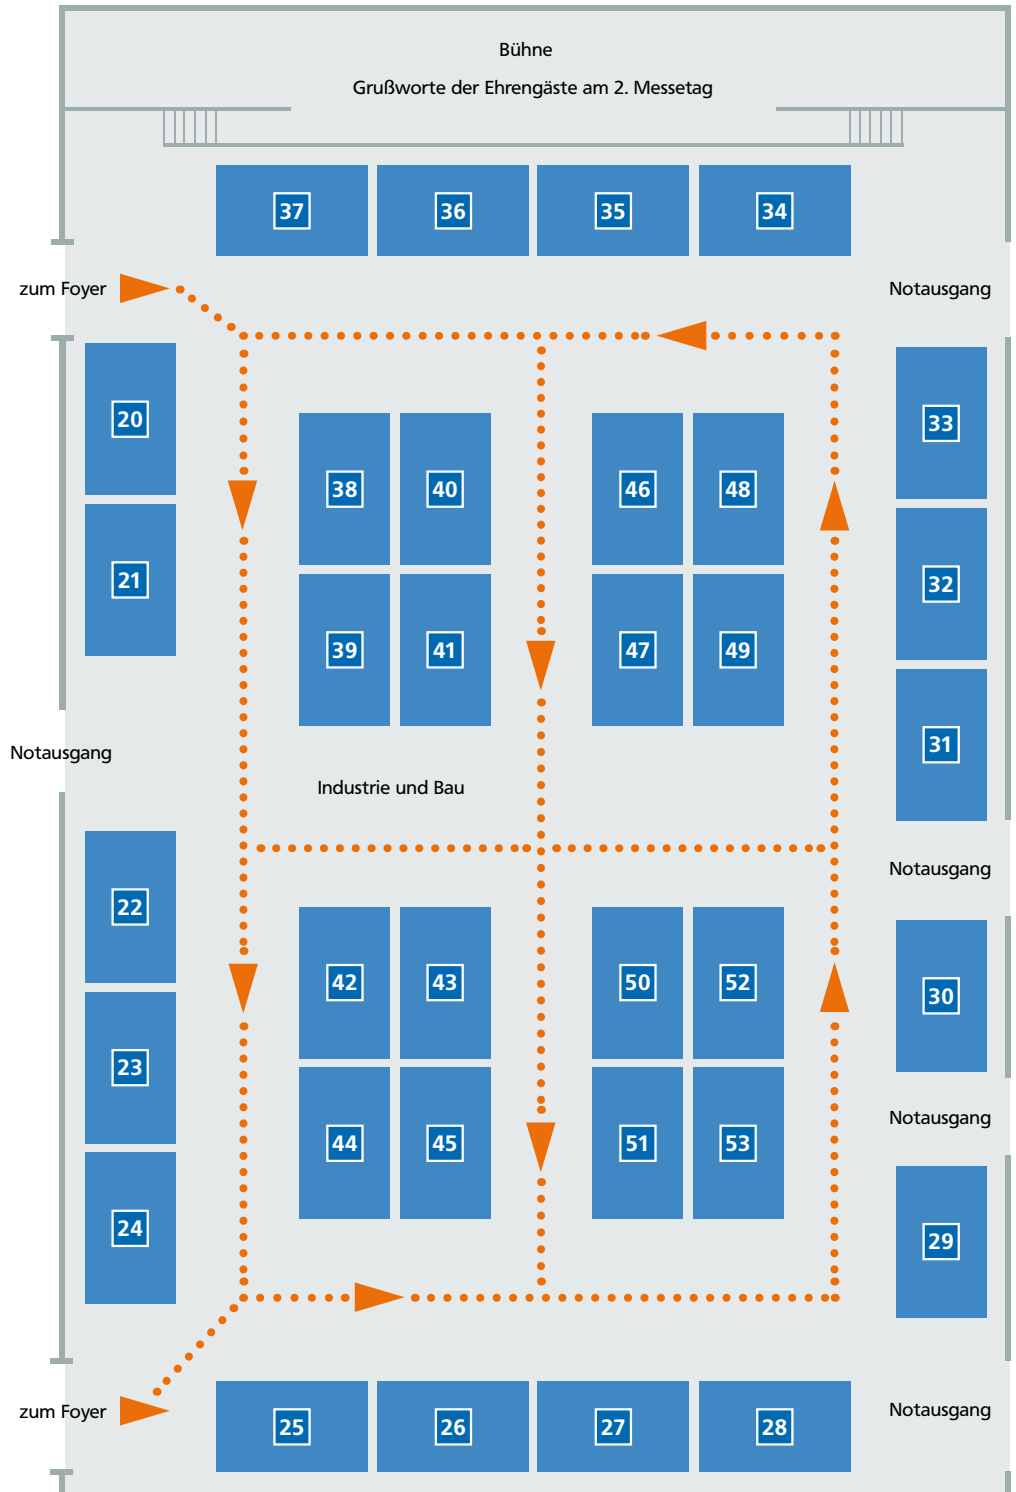 Bühne
Grußworte der Ehrengäste am 2. Messetag
37 36 35 34
zum Foyer
Notausgang
20
33
38 40 46 48
21
32
39 41 47 49
31
Notausgang
Industrie und Bau
Notausgang
22
42 43 50 52
30
23
Notausgang
44 45 51 53
24
29
zum Foyer
Notausgang
25 26 27 28